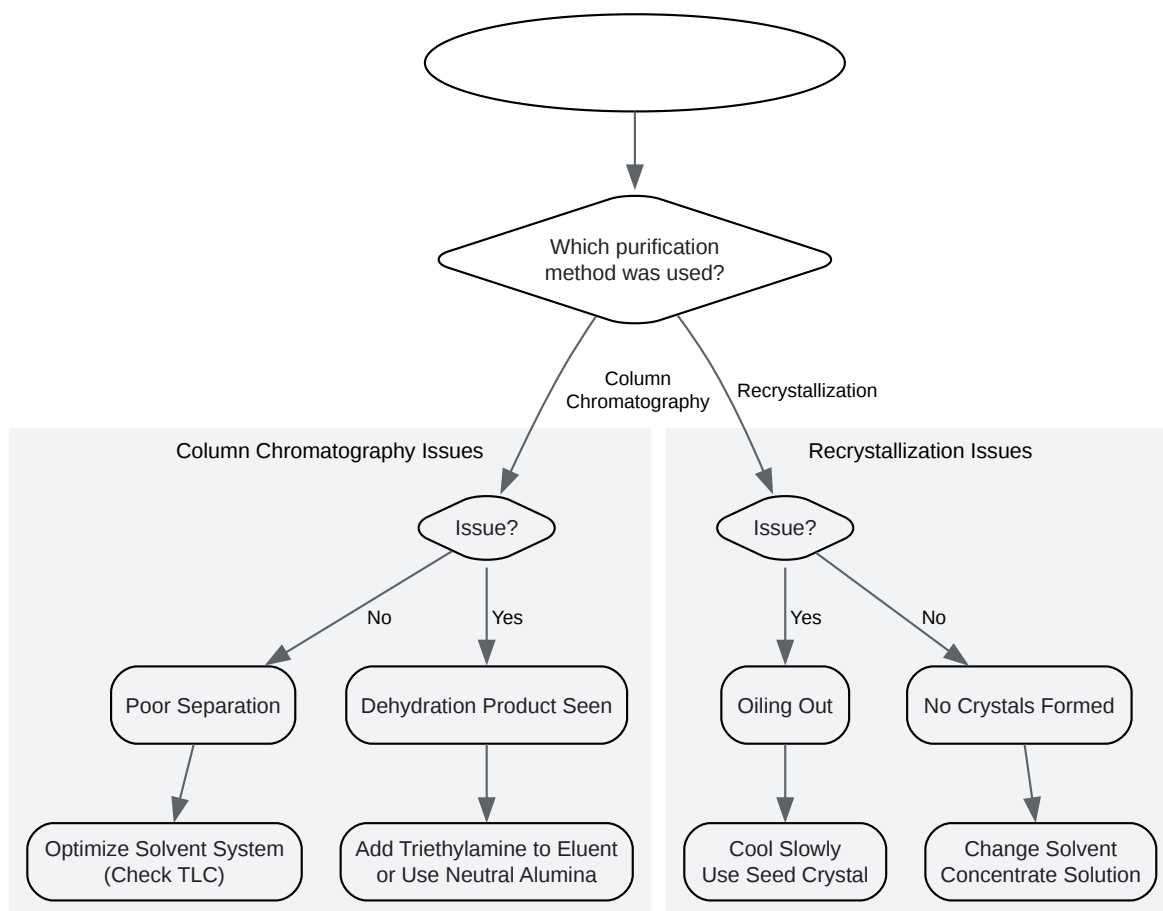 Which purification
method was used?
Column
Chromatography
Recrystallization
Column Chromatography Issues
Recrystallization Issues
Issue?
Issue?
No
Yes
Yes
No
Poor Separation
Dehydration Product Seen
Oiling Out
No Crystals Formed
Optimize Solvent System
(Check TLC)
Add Triethylamine to Eluent
or Use Neutral Alumina
Cool Slowly
Use Seed Crystal
Change Solvent
Concentrate Solution